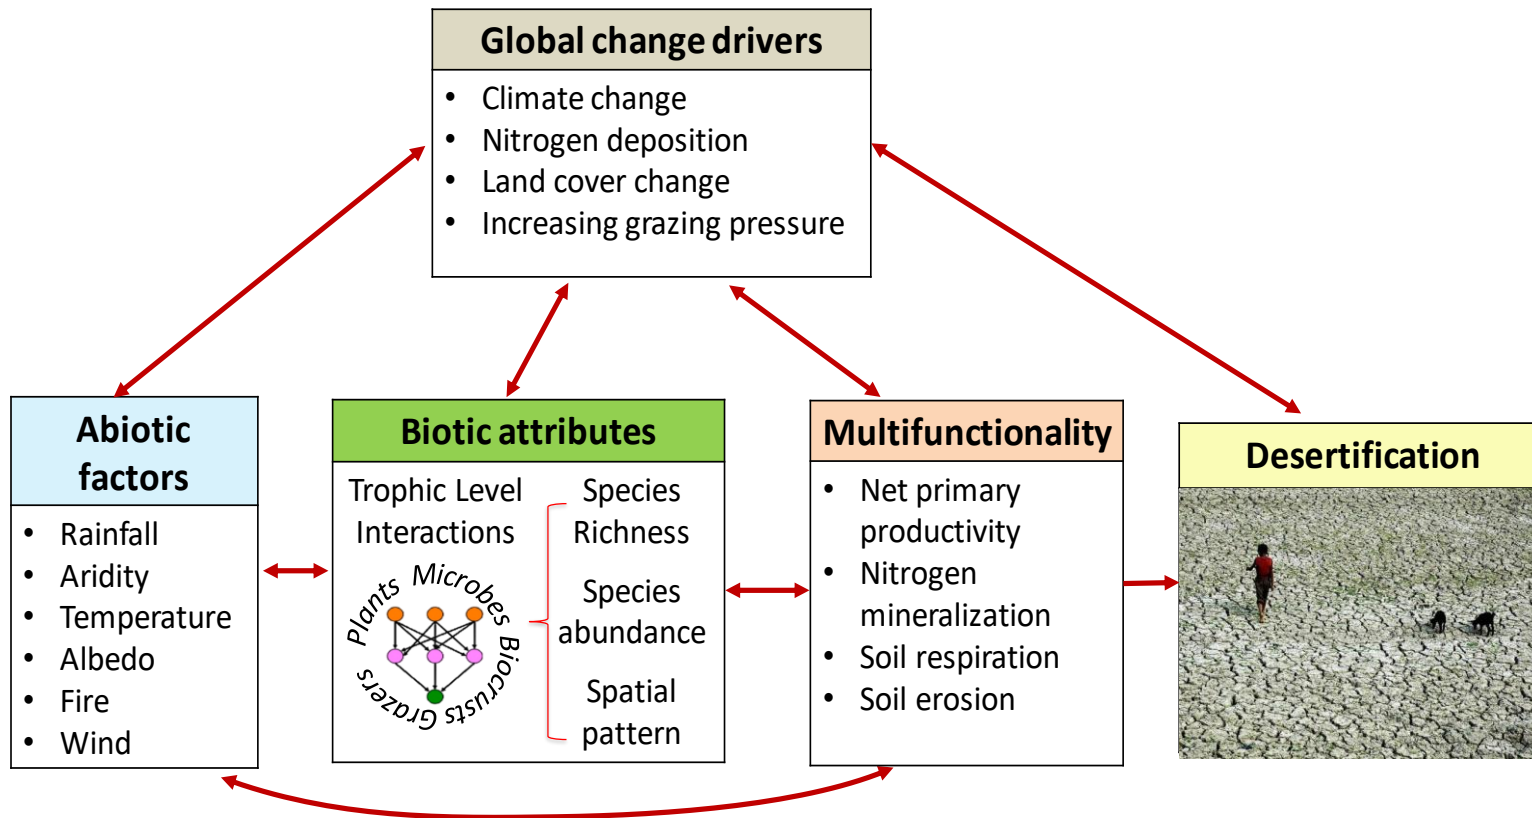 Global change drivers
• Climate change
• Nitrogen deposition
• Land cover change
• Increasing grazing pressure
Abiotic
factors
• Rainfall
• Aridity
• Temperature
• Albedo
• Fire
• Wind
Biotic attributes
Trophic Level
Interactions
Plants Microbes Biocrusts Grazers
Species
Richness
Species
abundance
Spatial
pattern
Multifunctionality
• Net primary
productivity
• Nitrogen
mineralization
• Soil respiration
• Soil erosion
Desertification